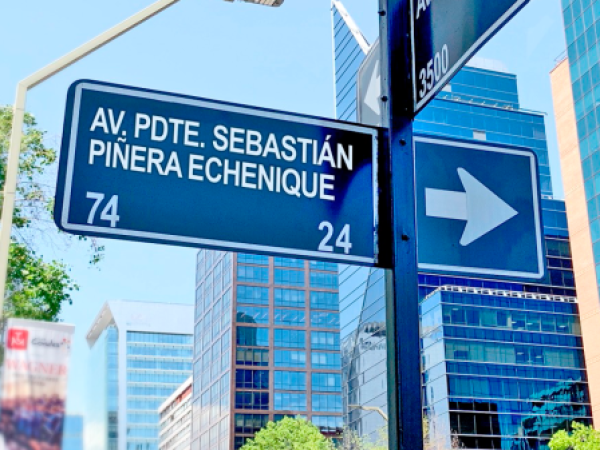 AV. PDTE. SEBASTIÁN
PIÑERA ECHENIQUE
74 24
3500